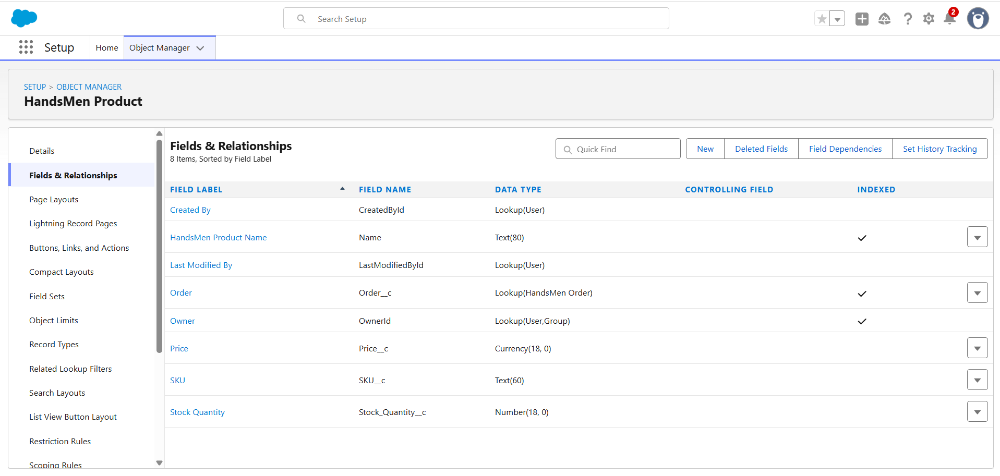 Search Setup
2
Setup
Home
Object Manager
SETUP > OBJECT MANAGER
HandsMen Product
Details
Fields & Relationships
Page Layouts
Lightning Record Pages
Buttons, Links, and Actions
Compact Layouts
Field Sets
Object Limits
Record Types
Related Lookup Filters
Search Layouts
List View Button Layout
Restriction Rules
Scoping Rules
Fields & Relationships
8 Items, Sorted by Field Label
Quick Find
New
Deleted Fields
Field Dependencies
Set History Tracking
FIELD LABEL FIELD NAME DATA TYPE CONTROLLING FIELD INDEXED
Created By CreatedById Lookup(User)
HandsMen Product Name Name Text(80)
Last Modified By LastModifiedById Lookup(User)
Order Order__c Lookup(HandsMen Order)
Owner OwnerId Lookup(User,Group)
Price Price__c Currency(18, 0)
SKU SKU__c Text(60)
Stock Quantity Stock_Quantity__c Number(18, 0)